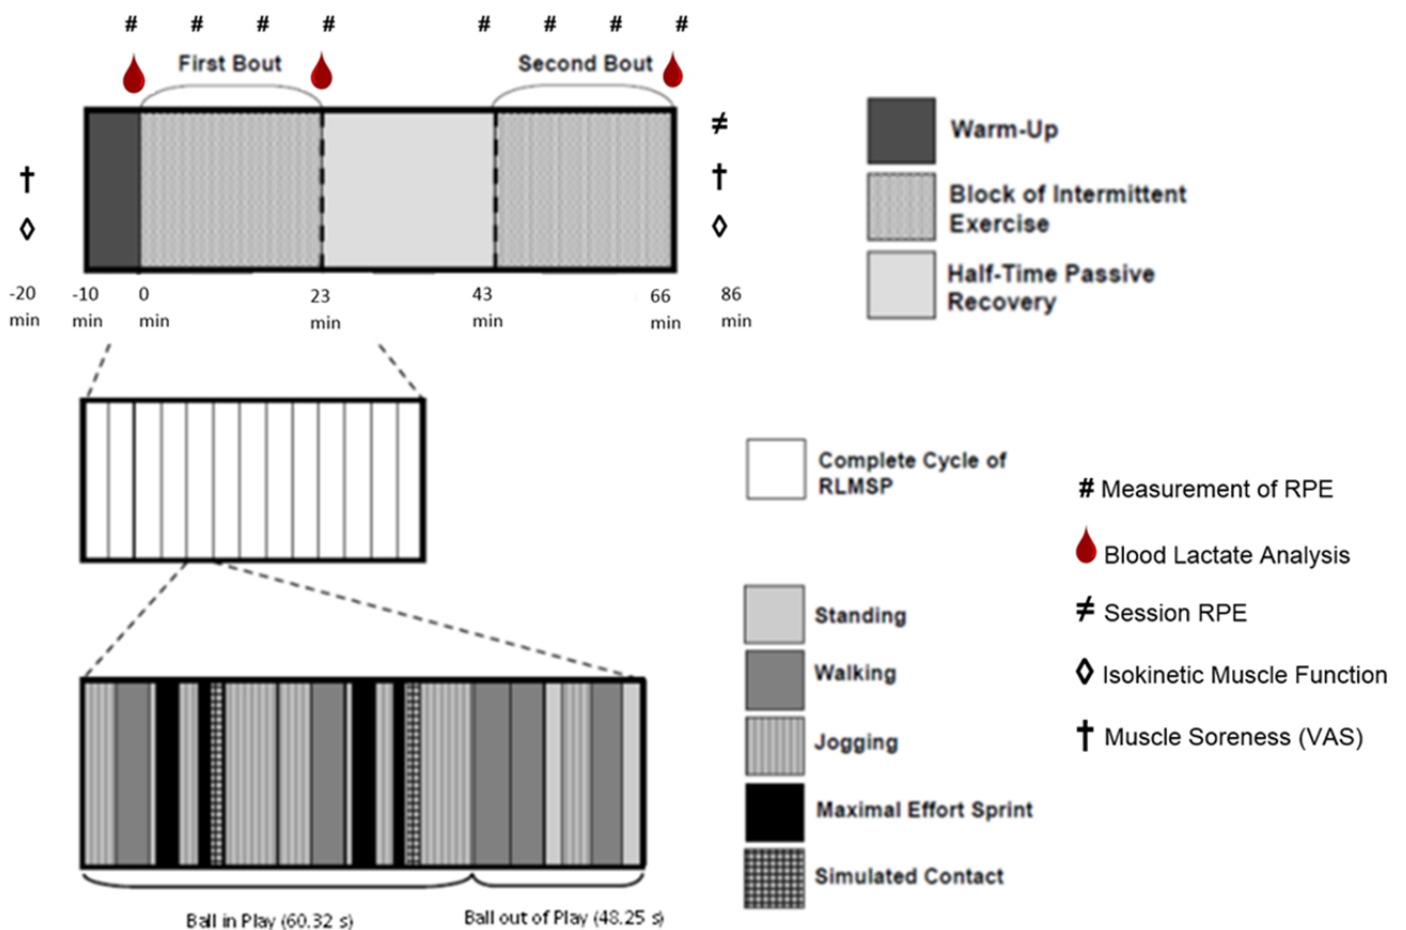 # # # # # # # #
First Bout
Second Bout
≠
† †
◊ ◊
-20 min
-10 min
0 min
23 min
43 min
66 min
86 min
Warm-Up
Block of Intermittent
Exercise
Half-Time Passive
Recovery
Complete Cycle of
RLMSP
# Measurement of RPE
Blood Lactate Analysis
≠ Session RPE
◊ Isokinetic Muscle Function
† Muscle Soreness (VAS)
Standing
Walking
Jogging
Maximal Effort Sprint
Simulated Contact
Ball in Play (60.32 s)
Ball out of Play (48.25 s)